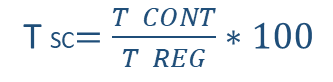 T SC= T CONT / T REG * 100